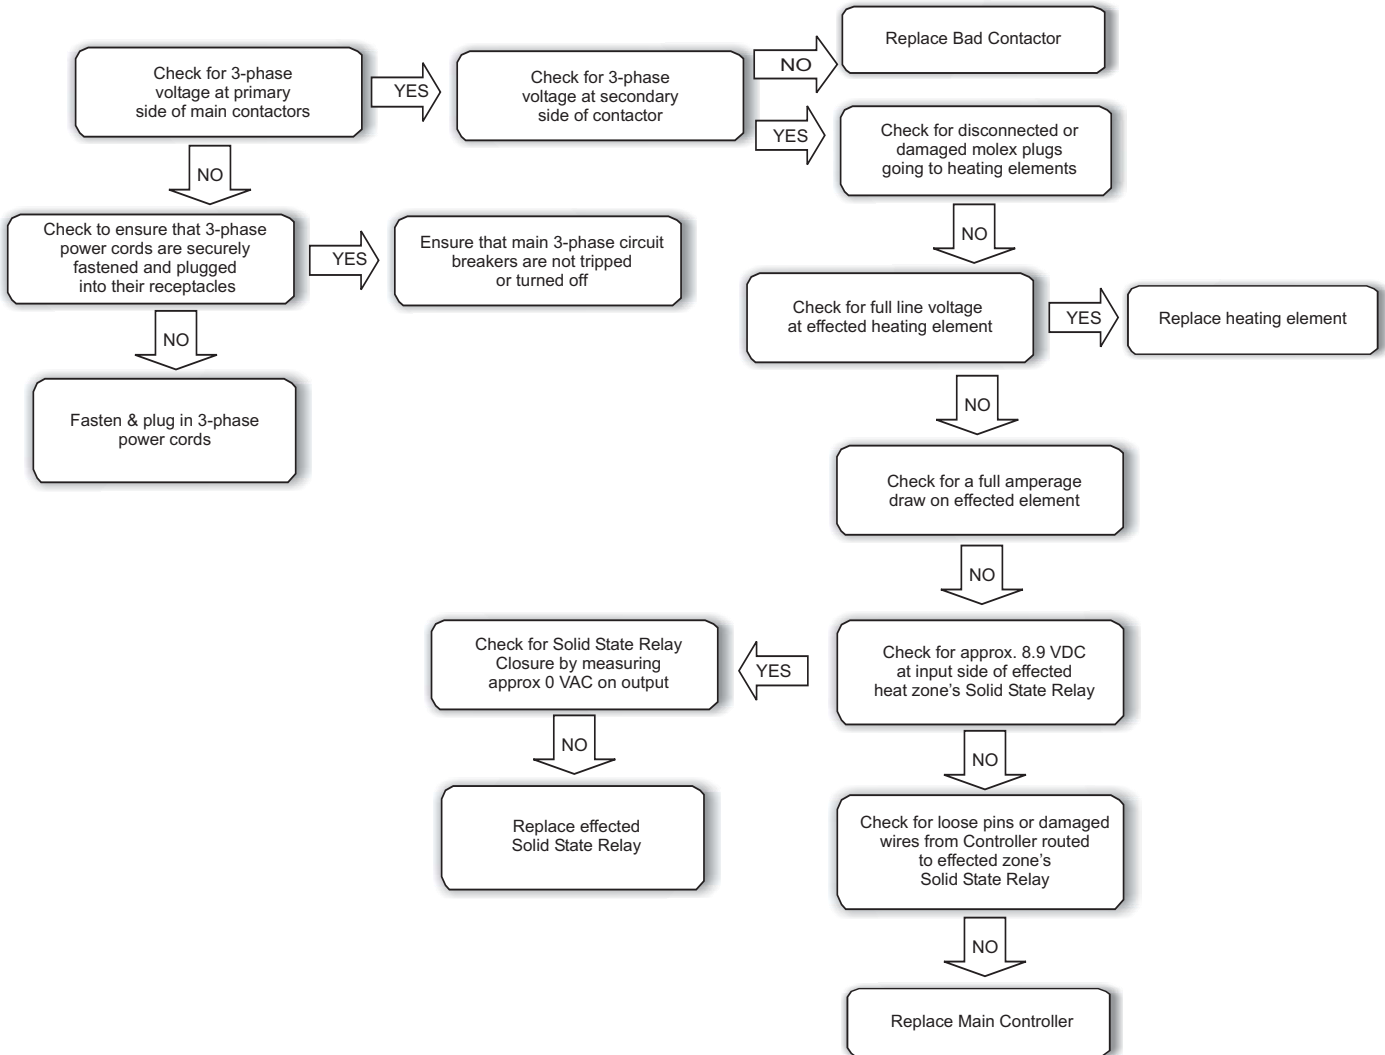 Check for 3-phase
voltage at primary
side of main contactors
YES
Check for 3-phase
voltage at secondary
side of contactor
NO
Replace Bad Contactor
YES
Check for disconnected or
damaged molex plugs
going to heating elements
NO
Check to ensure that 3-phase
power cords are securely
fastened and plugged
into their receptacles
YES
Ensure that main 3-phase circuit
breakers are not tripped
or turned off
NO
Fasten & plug in 3-phase
power cords
NO
Check for full line voltage
at effected heating element
YES
Replace heating element
NO
Check for a full amperage
draw on effected element
NO
Check for approx. 8.9 VDC
at input side of effected
heat zone's Solid State Relay
YES
Check for Solid State Relay
Closure by measuring
approx 0 VAC on output
NO
Replace effected
Solid State Relay
NO
Check for loose pins or damaged
wires from Controller routed
to effected zone's
Solid State Relay
NO
Replace Main Controller